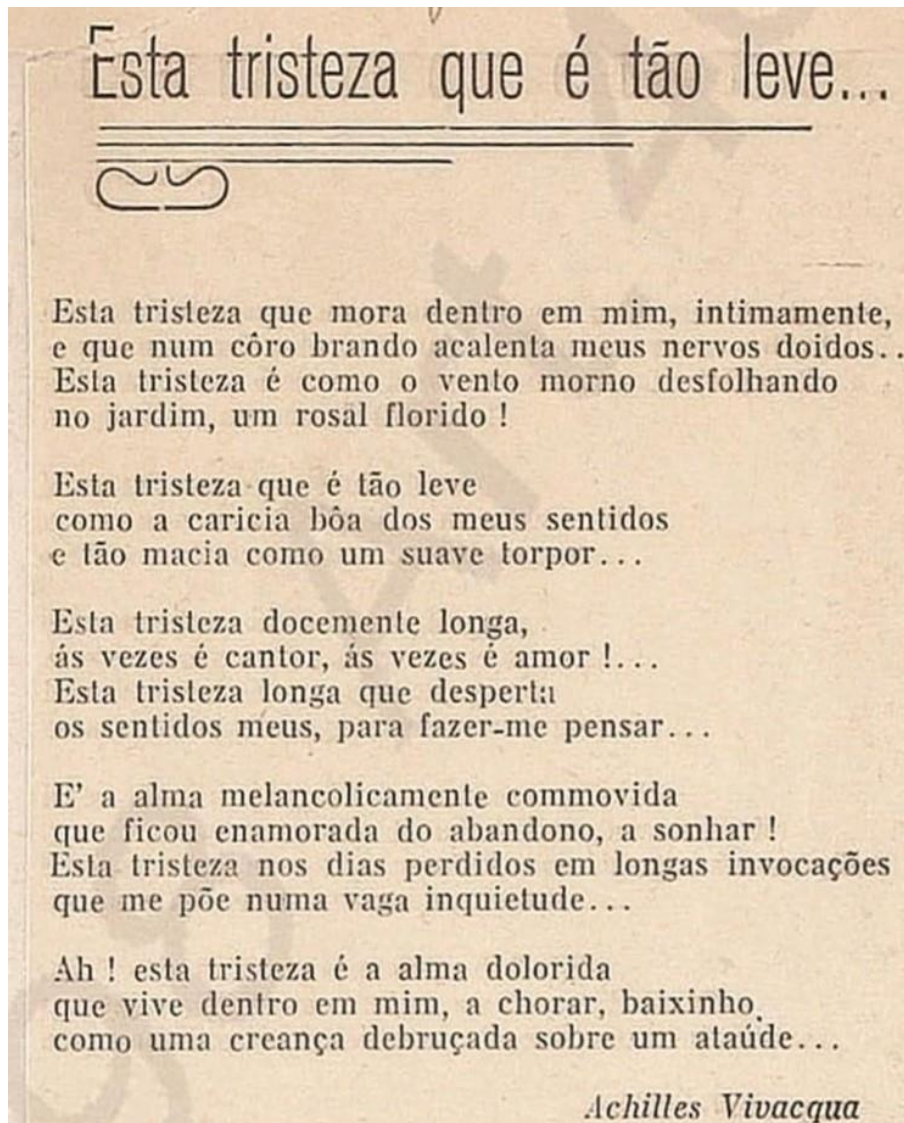 Esta tristeza que é tão leve...
Esta tristeza que mora dentro em mim, intimamente,
e que num côro brando acalenta meus nervos doidos..
Esta tristeza é como o vento morno desfolhando
no jardim, um rosal florido !
Esta tristeza que é tão leve
como a caricia bôa dos meus sentidos
e tão macia como um suave torpor...
Esta tristeza docemente longa,
ás vezes é cantor, ás vezes é amor !...
Esta tristeza longa que desperta
os sentidos meus, para fazer-me pensar...
E' a alma melancolicamente commovida
que ficou enamorada do abandono, a sonhar !
Esta tristeza nos dias perdidos em longas invocações
que me põe numa vaga inquietude...
Ah ! esta tristeza é a alma dolorida
que vive dentro em mim, a chorar, baixinho,
como uma creança debruçada sobre um ataúde...
Achilles Vivacqua